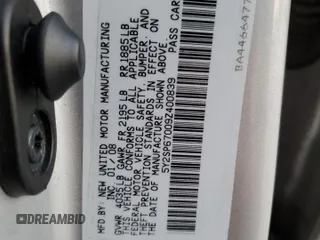 MFD BY: NEW UNITED MOTOR MANUFACTURING
INC. 01/08
GVWR 4035LB GAWR FR 2195LB RR1885LB
THIS VEHICLE CONFORMS TO ALL APPLICABLE
FEDERAL MOTOR VEHICLE SAFETY, BUMPER, AND
THEFT PREVENTION STANDARDS IN EFFECT ON
THE DATE OF MANUFACTURE SHOWN ABOVE.
5Y2SP67009Z400839 PASS CAR
BA4466477
DREAMBID